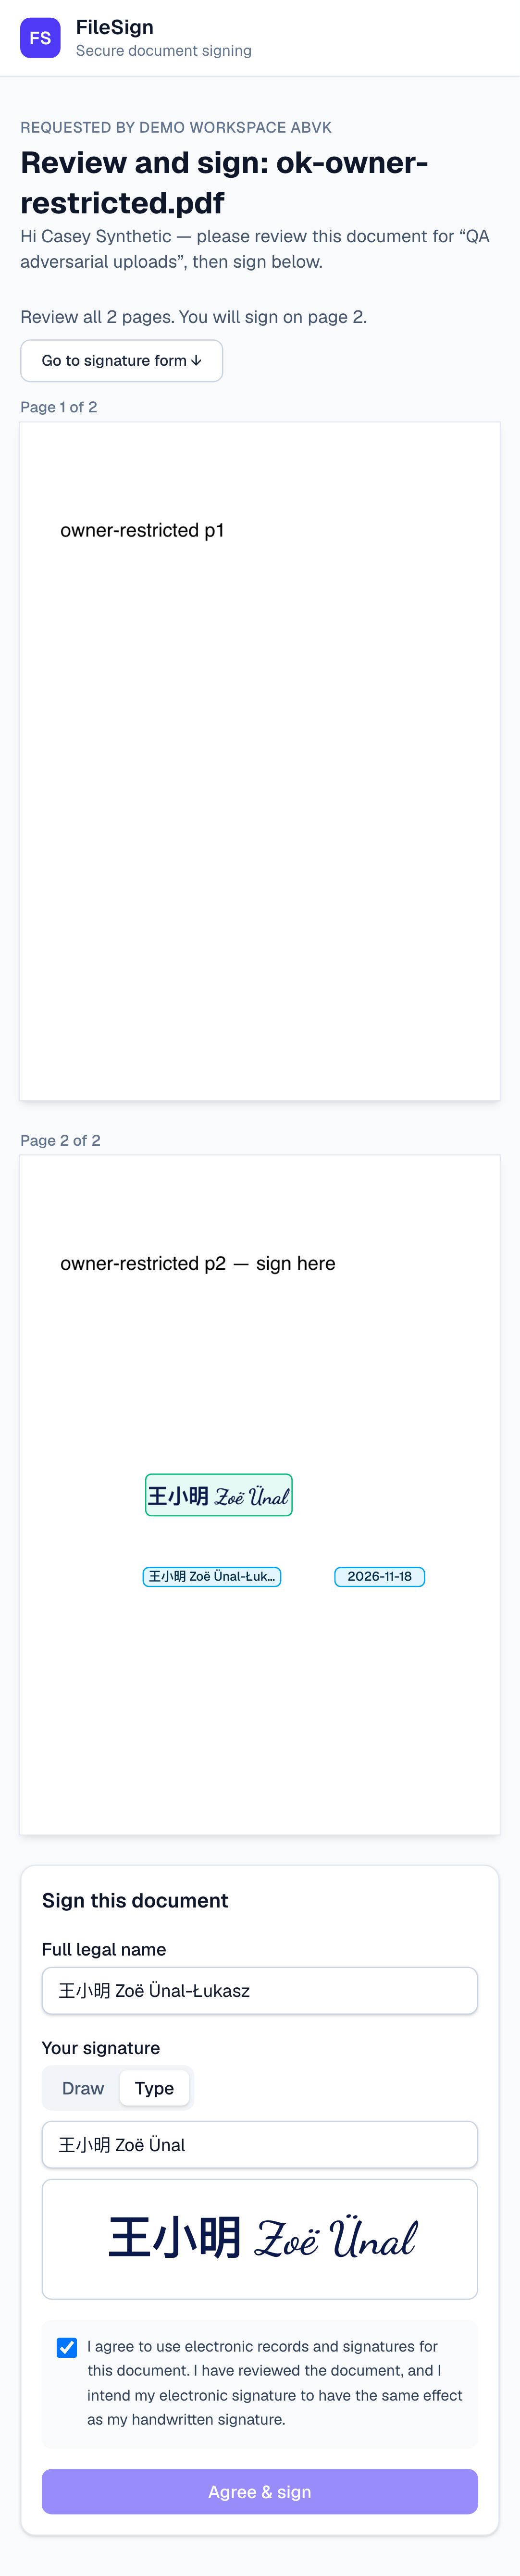 FS
FileSign
Secure document signing
REQUESTED BY DEMO WORKSPACE ABVK
Review and sign: ok-owner-
restricted.pdf
Hi Casey Synthetic — please review this document for “QA
adversarial uploads”, then sign below.
Review all 2 pages. You will sign on page 2.
Go to signature form ↓
Page 1 of 2
owner-restricted p1
Page 2 of 2
owner-restricted p2 — sign here
王小明 Zoë Ünal
王小明 Zoë Ünal-Łuk... 2026-11-18
Sign this document
Full legal name
王小明 Zoë Ünal-Łukasz
Your signature
Draw Type
王小明 Zoë Ünal
王小明 Zoë Ünal
I agree to use electronic records and signatures for
this document. I have reviewed the document, and I
intend my electronic signature to have the same effect
as my handwritten signature.
Agree & sign